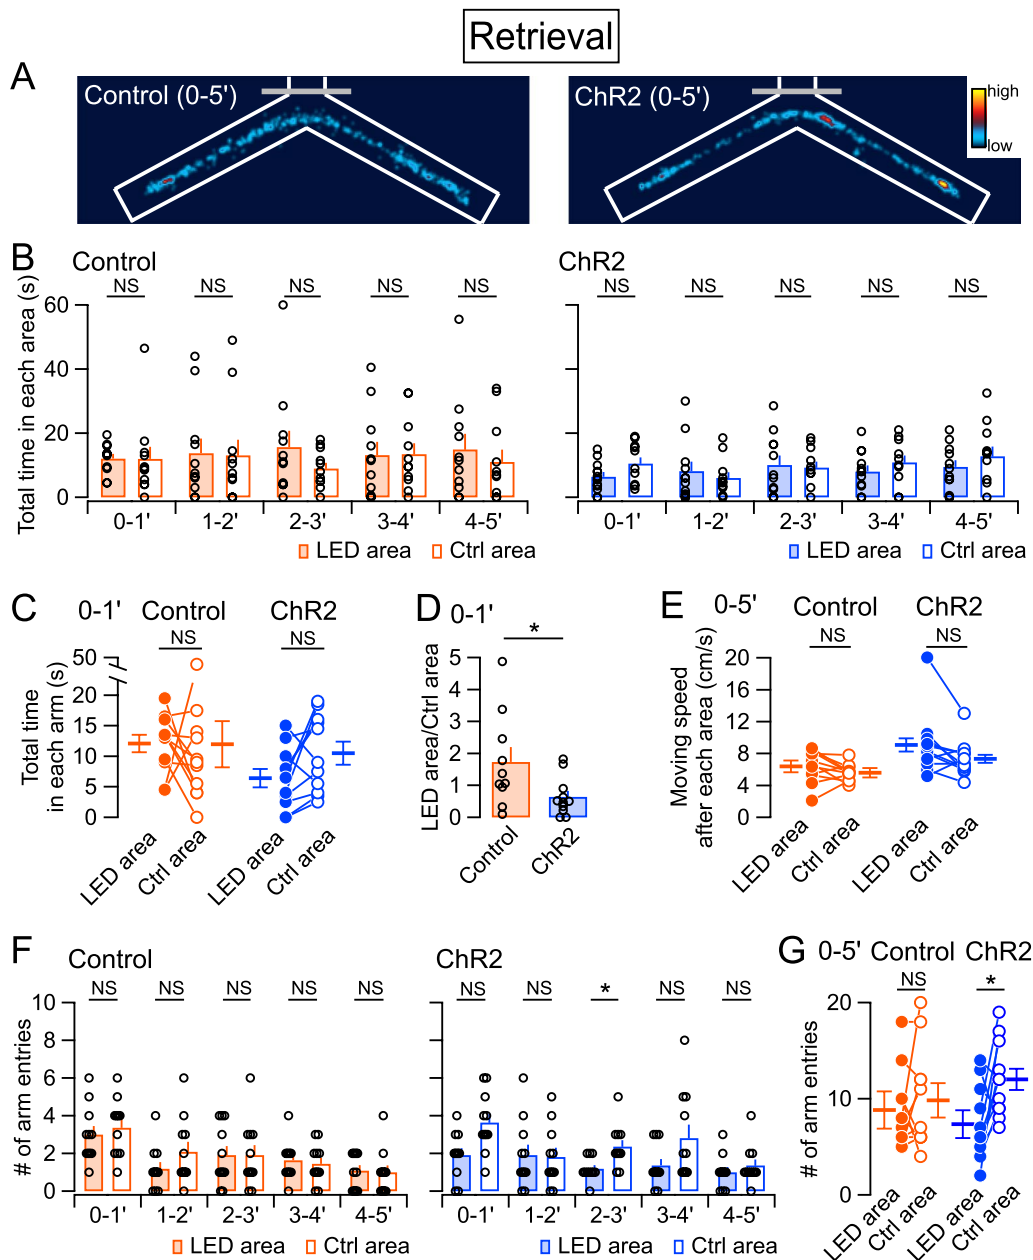 Retrieval
A
Control (0-5')
ChR2 (0-5')
high
low
B
Control
ChR2
NS NS NS NS NS
NS NS NS NS NS
Total time in each area (s)
60
40
20
0
0-1' 1-2' 2-3' 3-4' 4-5'
0-1' 1-2' 2-3' 3-4' 4-5'
LED area Ctrl area
LED area Ctrl area
C
0-1'
Control
ChR2
NS
NS
Total time
in each arm (s)
50
20
15
10
5
0
LED area
Ctrl area
LED area
Ctrl area
D
0-1'
*
LED area/Ctrl area
5
4
3
2
1
0
Control
ChR2
E
0-5'
Control
ChR2
NS
NS
Moving speed
after each area (cm/s)
20
16
12
8
4
0
LED area
Ctrl area
LED area
Ctrl area
F
Control
ChR2
NS NS NS NS NS
NS NS * NS NS
# of arm entries
10
8
6
4
2
0
0-1' 1-2' 2-3' 3-4' 4-5'
0-1' 1-2' 2-3' 3-4' 4-5'
LED area Ctrl area
LED area Ctrl area
G
0-5'
Control
ChR2
NS
*
# of arm entries
20
10
0
LED area
Ctrl area
LED area
Ctrl area